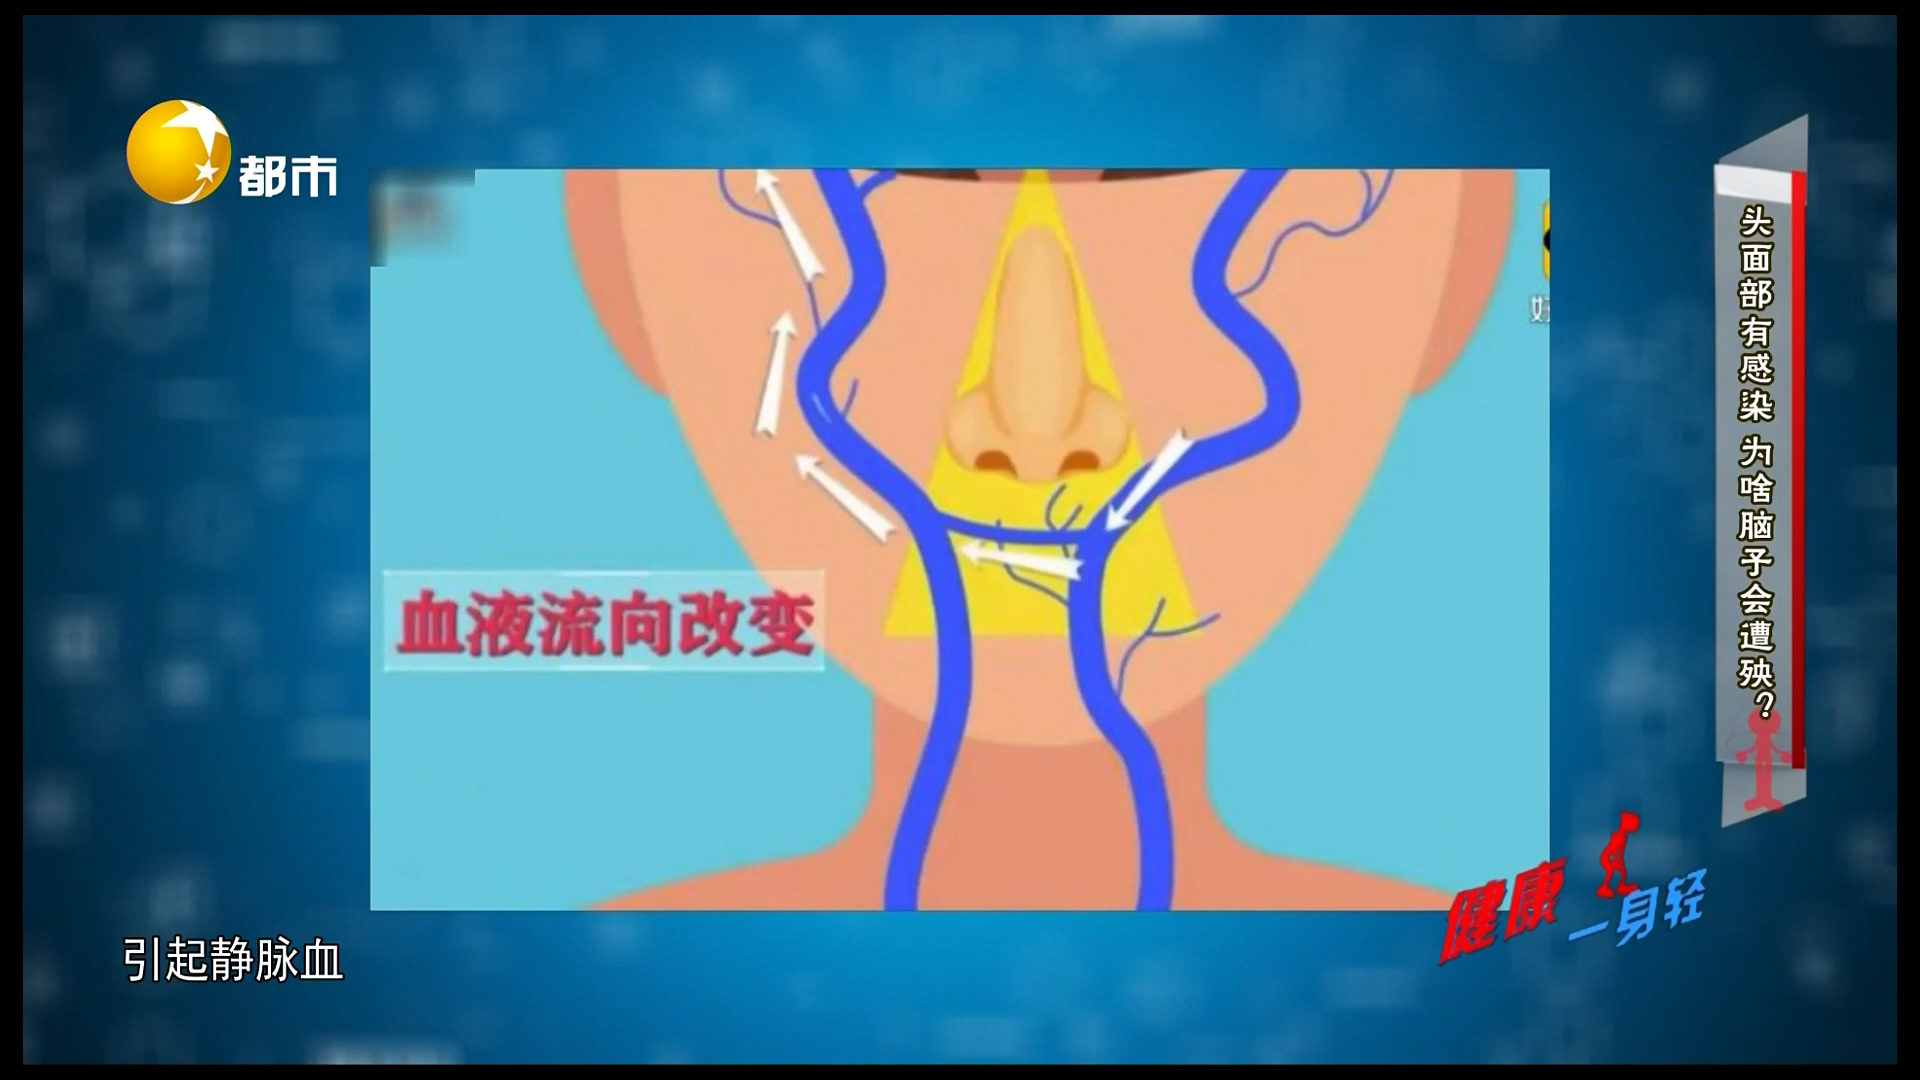 都市
头面部有感染 为啥脑子会遭殃?
血液流向改变
健康一身轻
引起静脉血